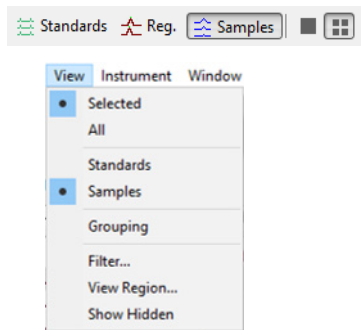 Standards Reg. Samples
View Instrument Window
Selected
All
Standards
Samples
Grouping
Filter...
View Region...
Show Hidden